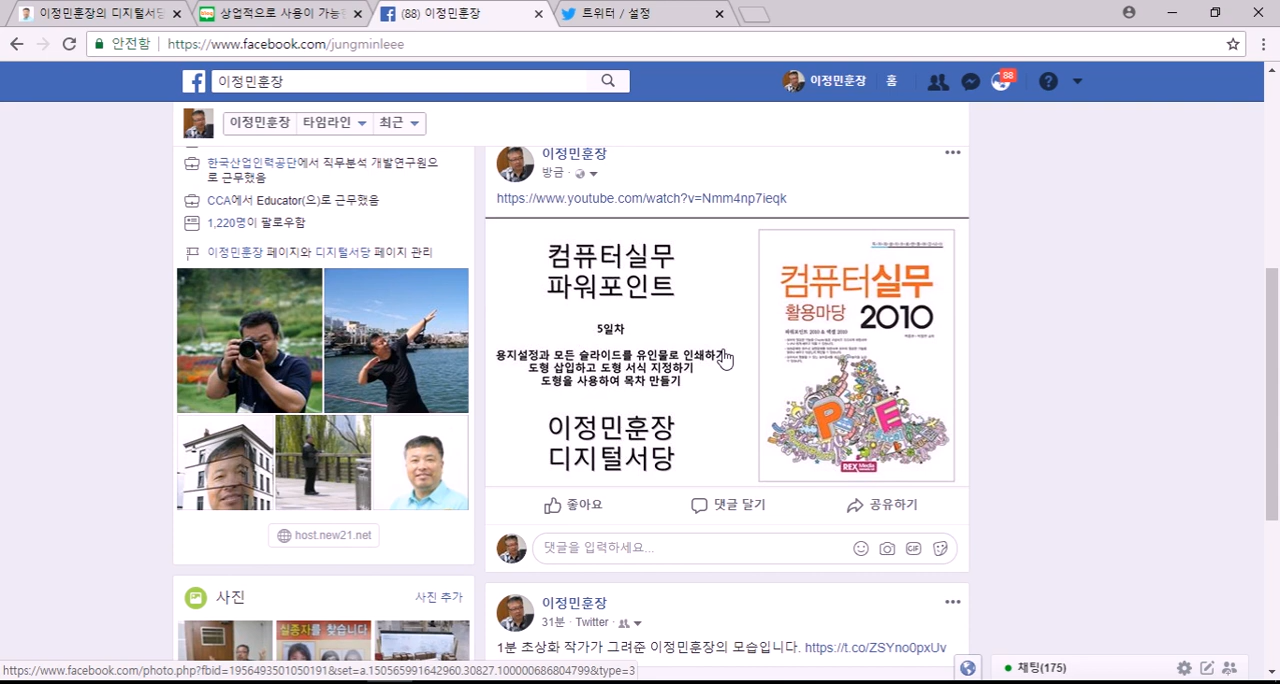 이정민훈장의 디지털서당
상업적으로 사용이 가능한
(88) 이정민훈장
트위터 / 설정
안전함
https://www.facebook.com/jungminleee
이정민훈장
이정민훈장
홈
88
이정민훈장
타임라인
최근
한국산업인력공단에서 직무분석 개발연구원으
로 근무했음
CCA에서 Educator(으)로 근무했음
1,220명이 팔로우함
이정민훈장 페이지와 디지털서당 페이지 관리
host.new21.net
사진
사진 추가
실종자를 찾습니다
이정민훈장
방금
https://www.youtube.com/watch?v=Nmm4np7ieqk
컴퓨터실무
파워포인트
5일차
용지설정과 모든 슬라이드를 유인물로 인쇄하기
도형 삽입하고 도형 서식 지정하기
도형을 사용하여 목차 만들기
이정민훈장
디지털서당
컴퓨터실무
활용마당 2010
파워포인트 2010 & 엑셀 2010
P
E
REX Media
좋아요
댓글 달기
공유하기
댓글을 입력하세요...
GIF
이정민훈장
31분 · Twitter
1분 초상화 작가가 그려준 이정민훈장의 모습입니다. https://t.co/ZSYno0pxUv
https://www.facebook.com/photo.php?fbid=1956493501050191&set=a.150565991642960.30827.100000686804799&type=3
채팅(175)